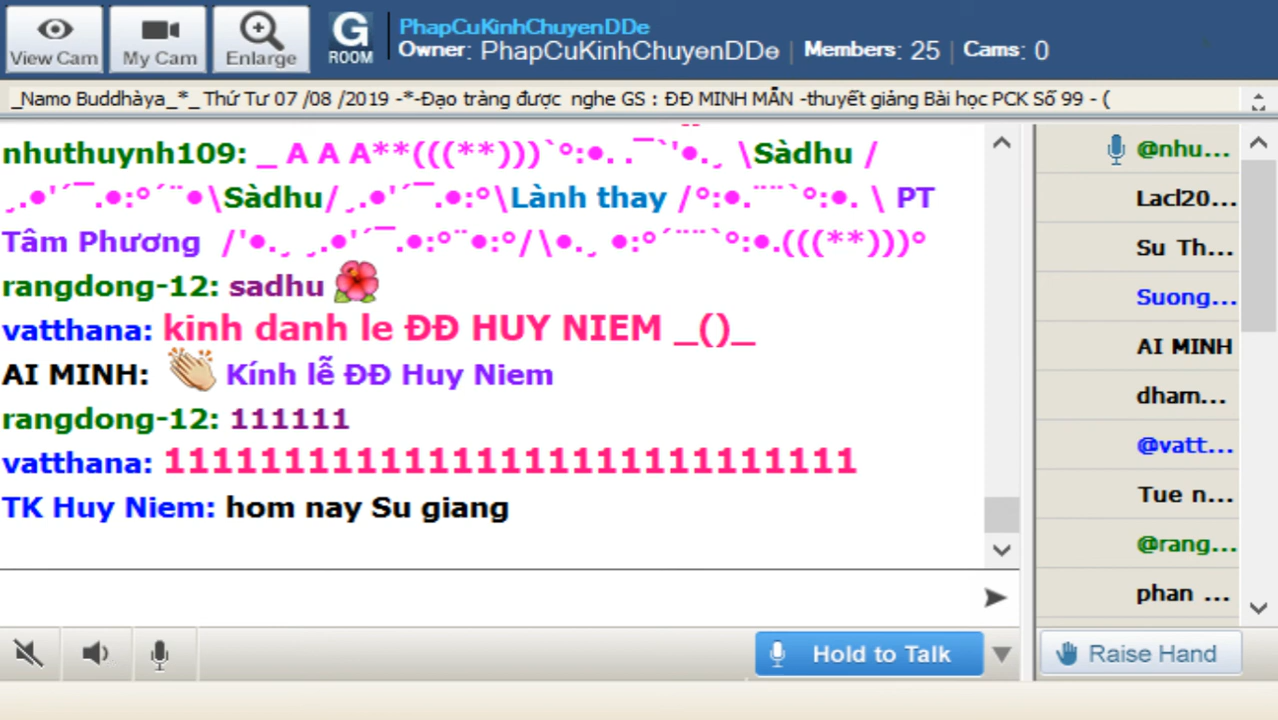 PhapCuKinhChuyenDDe
View Cam
My Cam
Enlarge
G ROOM
Owner: PhapCuKinhChuyenDDe | Members: 25 | Cams: 0
_Namo Buddhàya_*_ Thứ Tư 07 /08 /2019 -*-Đạo tràng được nghe GS : ĐĐ MINH MẪN -thuyết giảng Bài học PCK Số 99 - (
nhuthuynh109: _ A A A**(((**)))`°:•. .¯`'•.¸ \Sàdhu /
¸.•'´¯.•:°´¨•\Sàdhu/¸.•'´¯.•:°\Lành thay /°:•.¨¨`°:•. \ PT
Tâm Phương /'•.¸ ¸.•'´¯.•:°¨•:°/\•.¸ •:°´¨¨`°:•.(((**)))°
rangdong-12: sadhu
vatthana: kinh danh le ĐĐ HUY NIEM _()_
AI MINH: Kính lễ ĐĐ Huy Niem
rangdong-12: 111111
vatthana: 11111111111111111111111111111
TK Huy Niem: hom nay Su giang
@nhu...
Lacl20...
Su Th...
Suong...
AI MINH
dham...
@vatt...
Tue n...
@rang...
phan ...
Hold to Talk
Raise Hand